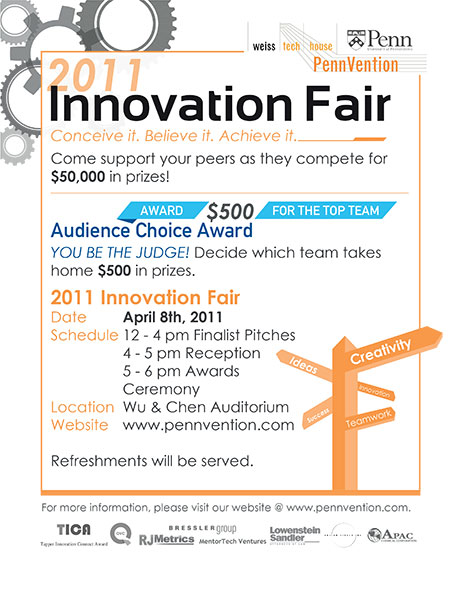 weiss tech house
Penn
PennVention
2011
Innovation Fair
Conceive it. Believe it. Achieve it.
Come support your peers as they compete for
$50,000 in prizes!
AWARD $500 FOR THE TOP TEAM
Audience Choice Award
YOU BE THE JUDGE! Decide which team takes
home $500 in prizes.
2011 Innovation Fair
Date April 8th, 2011
Schedule 12 - 4 pm Finalist Pitches
4 - 5 pm Reception
5 - 6 pm Awards
Ceremony
Location Wu & Chen Auditorium
Website www.pennvention.com
Refreshments will be served.
Creativity
Ideas
Innovation
Success
Teamwork
For more information, please visit our website @ www.pennvention.com.
TICA
RJMetrics
BRESSLERgroup
MentorTech Ventures
Lowenstein
Sandler
APAC